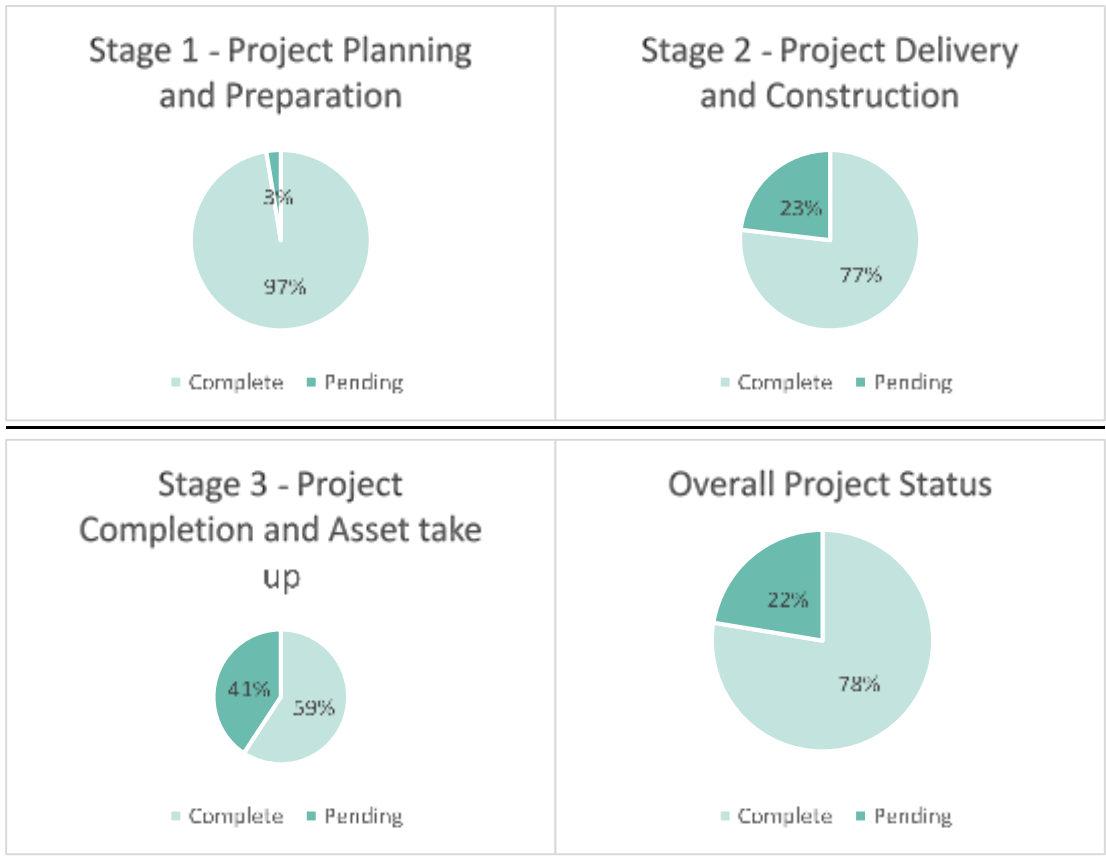 Stage 1 - Project Planning
and Preparation
3%
97%
Complete Pending
Stage 2 - Project Delivery
and Construction
23%
77%
Complete Pending
Stage 3 - Project
Completion and Asset take
up
41%
59%
Complete Pending
Overall Project Status
22%
78%
Complete Pending